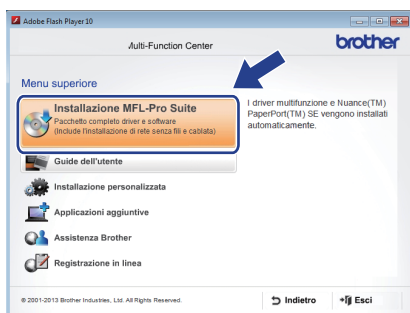 Adobe Flash Player 10
Multi-Function Center
brother
Menu superiore
Installazione MFL-Pro Suite
Pacchetto completo driver e software
(Include l'installazione di rete senza fili e cablata)
I driver multifunzione e Nuance(TM)
PaperPort(TM) SE vengono installati
automaticamente.
Guide dell'utente
Installazione personalizzata
Applicazioni aggiuntive
Assistenza Brother
Registrazione in linea
© 2001-2013 Brother Industries, Ltd. All Rights Reserved.
Indietro
Esci